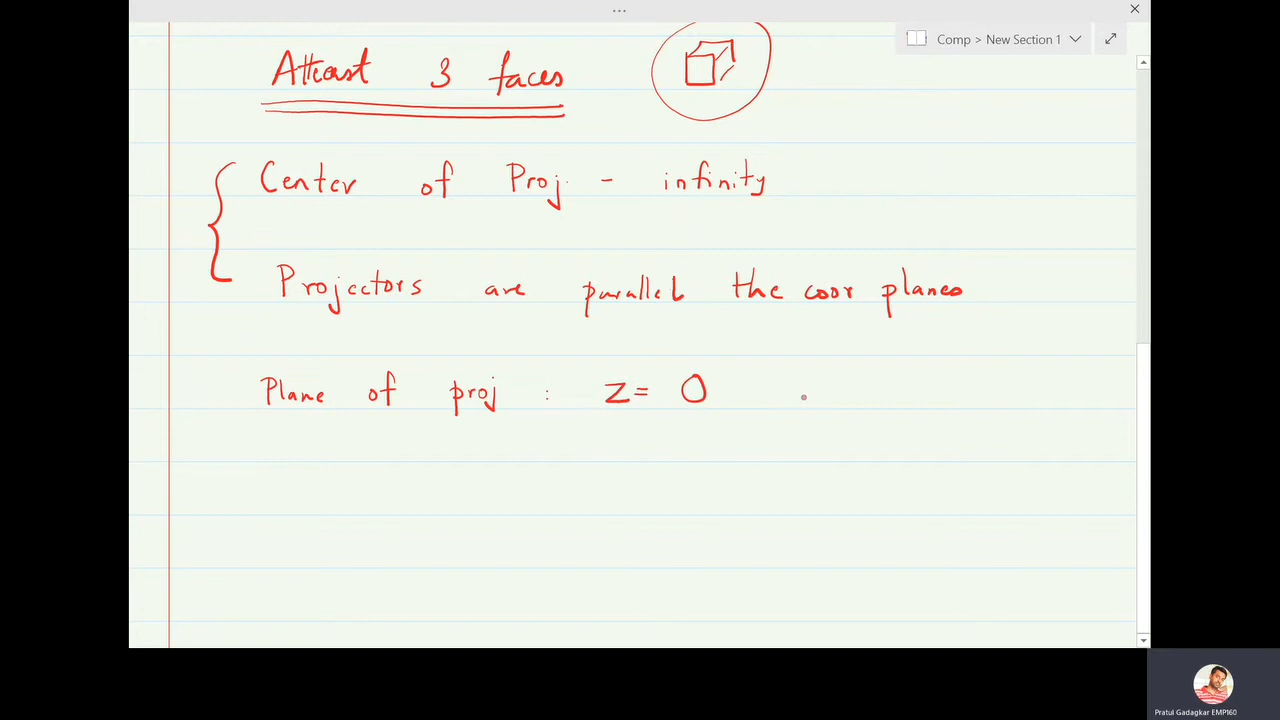 Comp > New Section 1
Atleast 3 faces
Center of Proj - infinity
Projectors are parallel the coor planes
Plane of proj : z = 0
Pratul Gadagkar EMP160